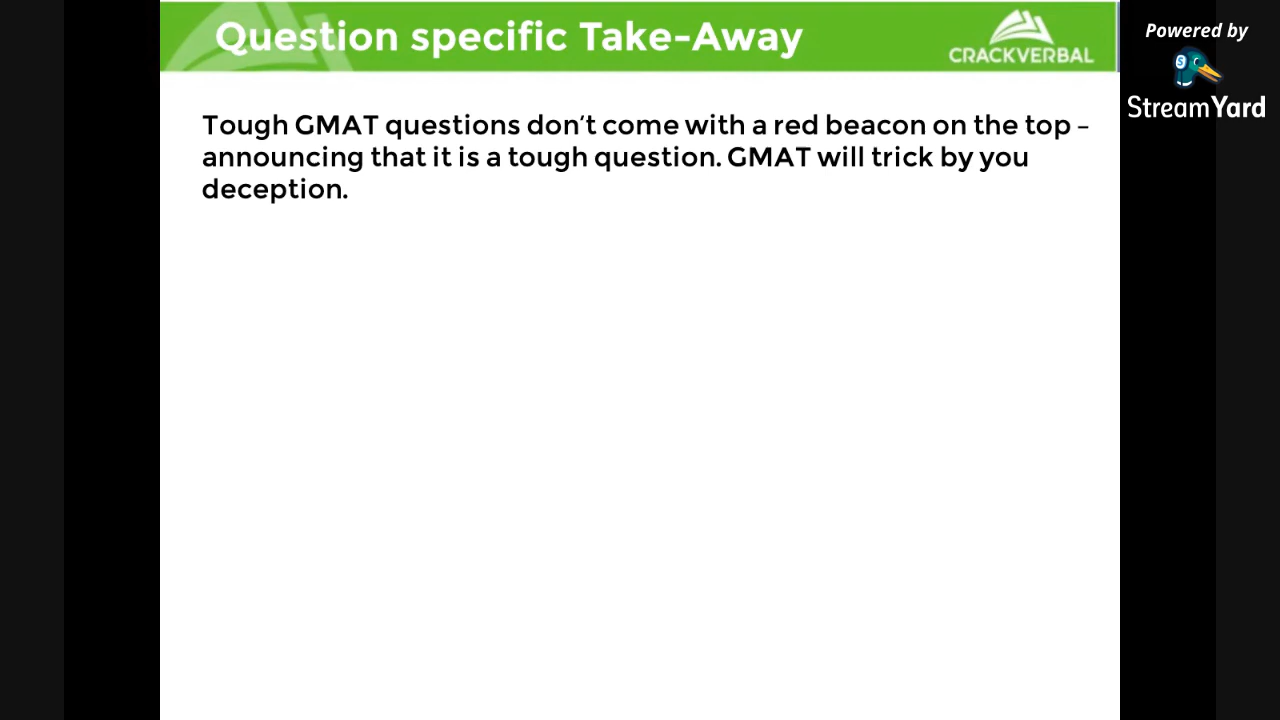 Question specific Take-Away
CRACKVERBAL
Powered by
StreamYard
Tough GMAT questions don't come with a red beacon on the top –
announcing that it is a tough question. GMAT will trick by you
deception.